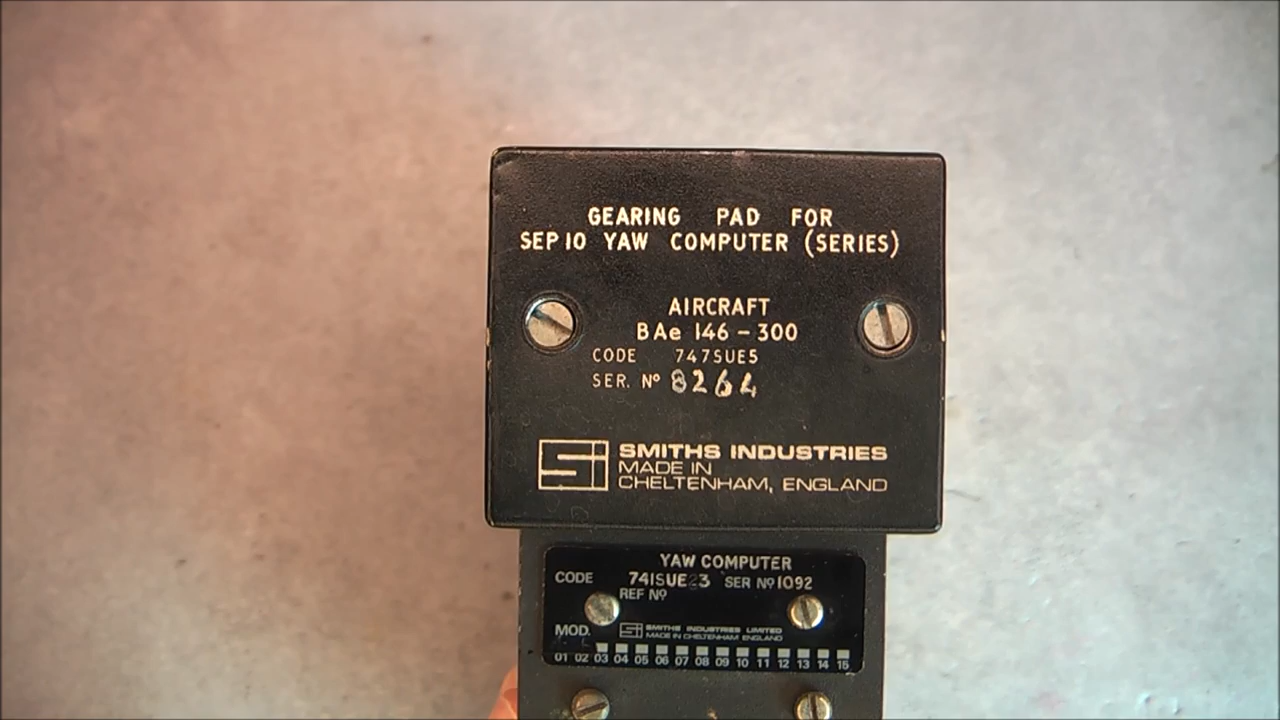 GEARING PAD FOR
SEP 10 YAW COMPUTER (SERIES)
AIRCRAFT
BAe 146-300
CODE 747SUE5
SER. Nº 8264
SMITHS INDUSTRIES
MADE IN
CHELTENHAM, ENGLAND
YAW COMPUTER
CODE SER Nº 1092
REF Nº
MOD.
SMITHS INDUSTRIES LIMITED
MADE IN CHELTENHAM ENGLAND
01 02 03 04 05 06 07 08 09 10 11 12 13 14 15